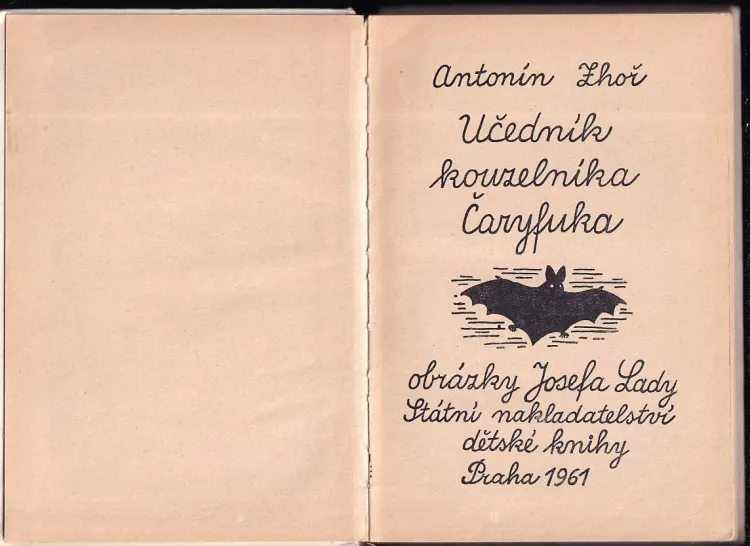 Antonín Zhoř
Učedník
kouzelníka
Čaryfuka
obrázky Josefa Lady
Státní nakladatelství
dětské knihy
Praha 1961